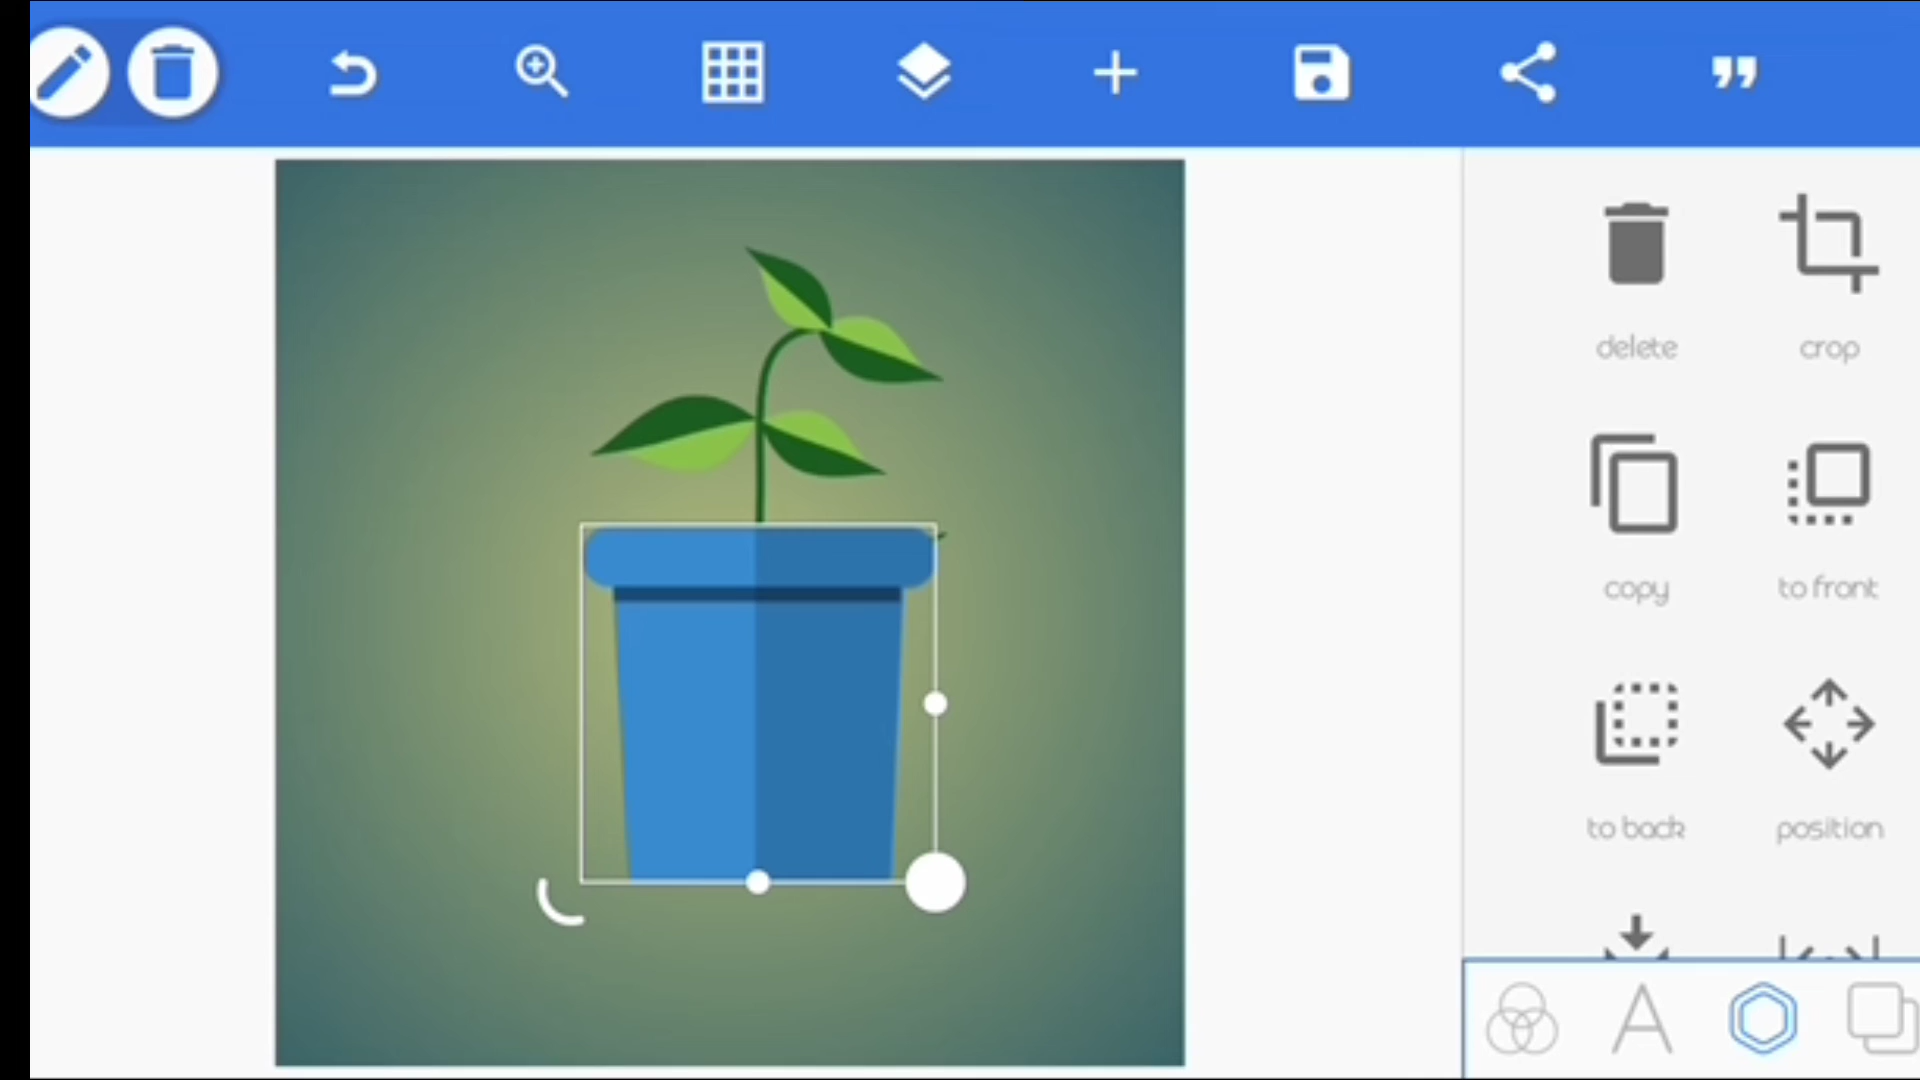 delete
crop
copy
to front
to back
position